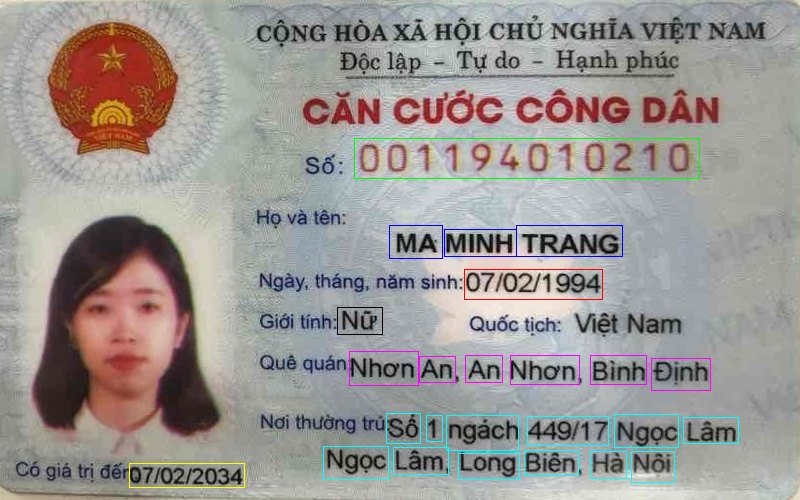 CỘNG HÒA XÃ HỘI CHỦ NGHĨA VIỆT NAM
Độc lập - Tự do - Hạnh phúc
CĂN CƯỚC CÔNG DÂN
Số: 001194010210
Họ và tên:
MA MINH TRANG
Ngày, tháng, năm sinh: 07/02/1994
Giới tính: Nữ Quốc tịch: Việt Nam
Quê quán: Nhơn An, An Nhơn, Bình Định
Nơi thường trú: Số 1 ngách 449/17 Ngọc Lâm
Ngọc Lâm, Long Biên, Hà Nội
Có giá trị đến 07/02/2034
VIỆT NAM